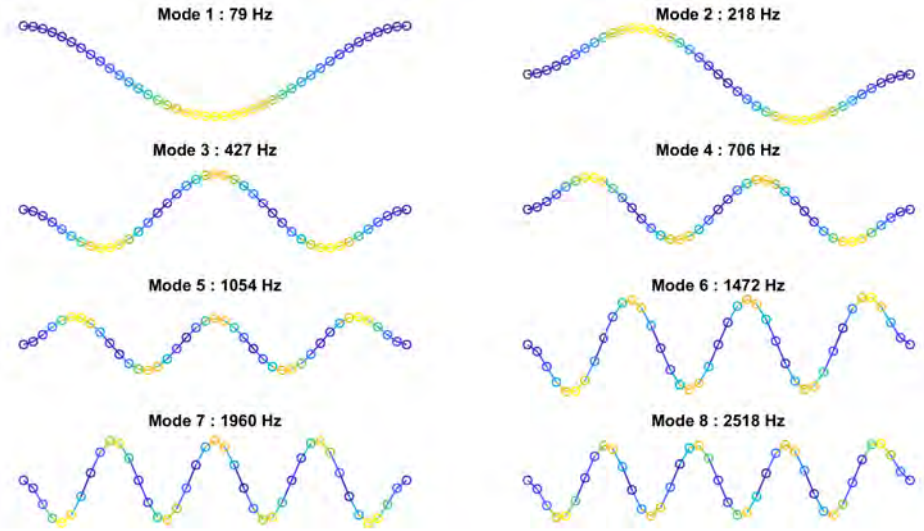 Mode 1 : 79 Hz
Mode 2 : 218 Hz
Mode 3 : 427 Hz
Mode 4 : 706 Hz
Mode 5 : 1054 Hz
Mode 6 : 1472 Hz
Mode 7 : 1960 Hz
Mode 8 : 2518 Hz